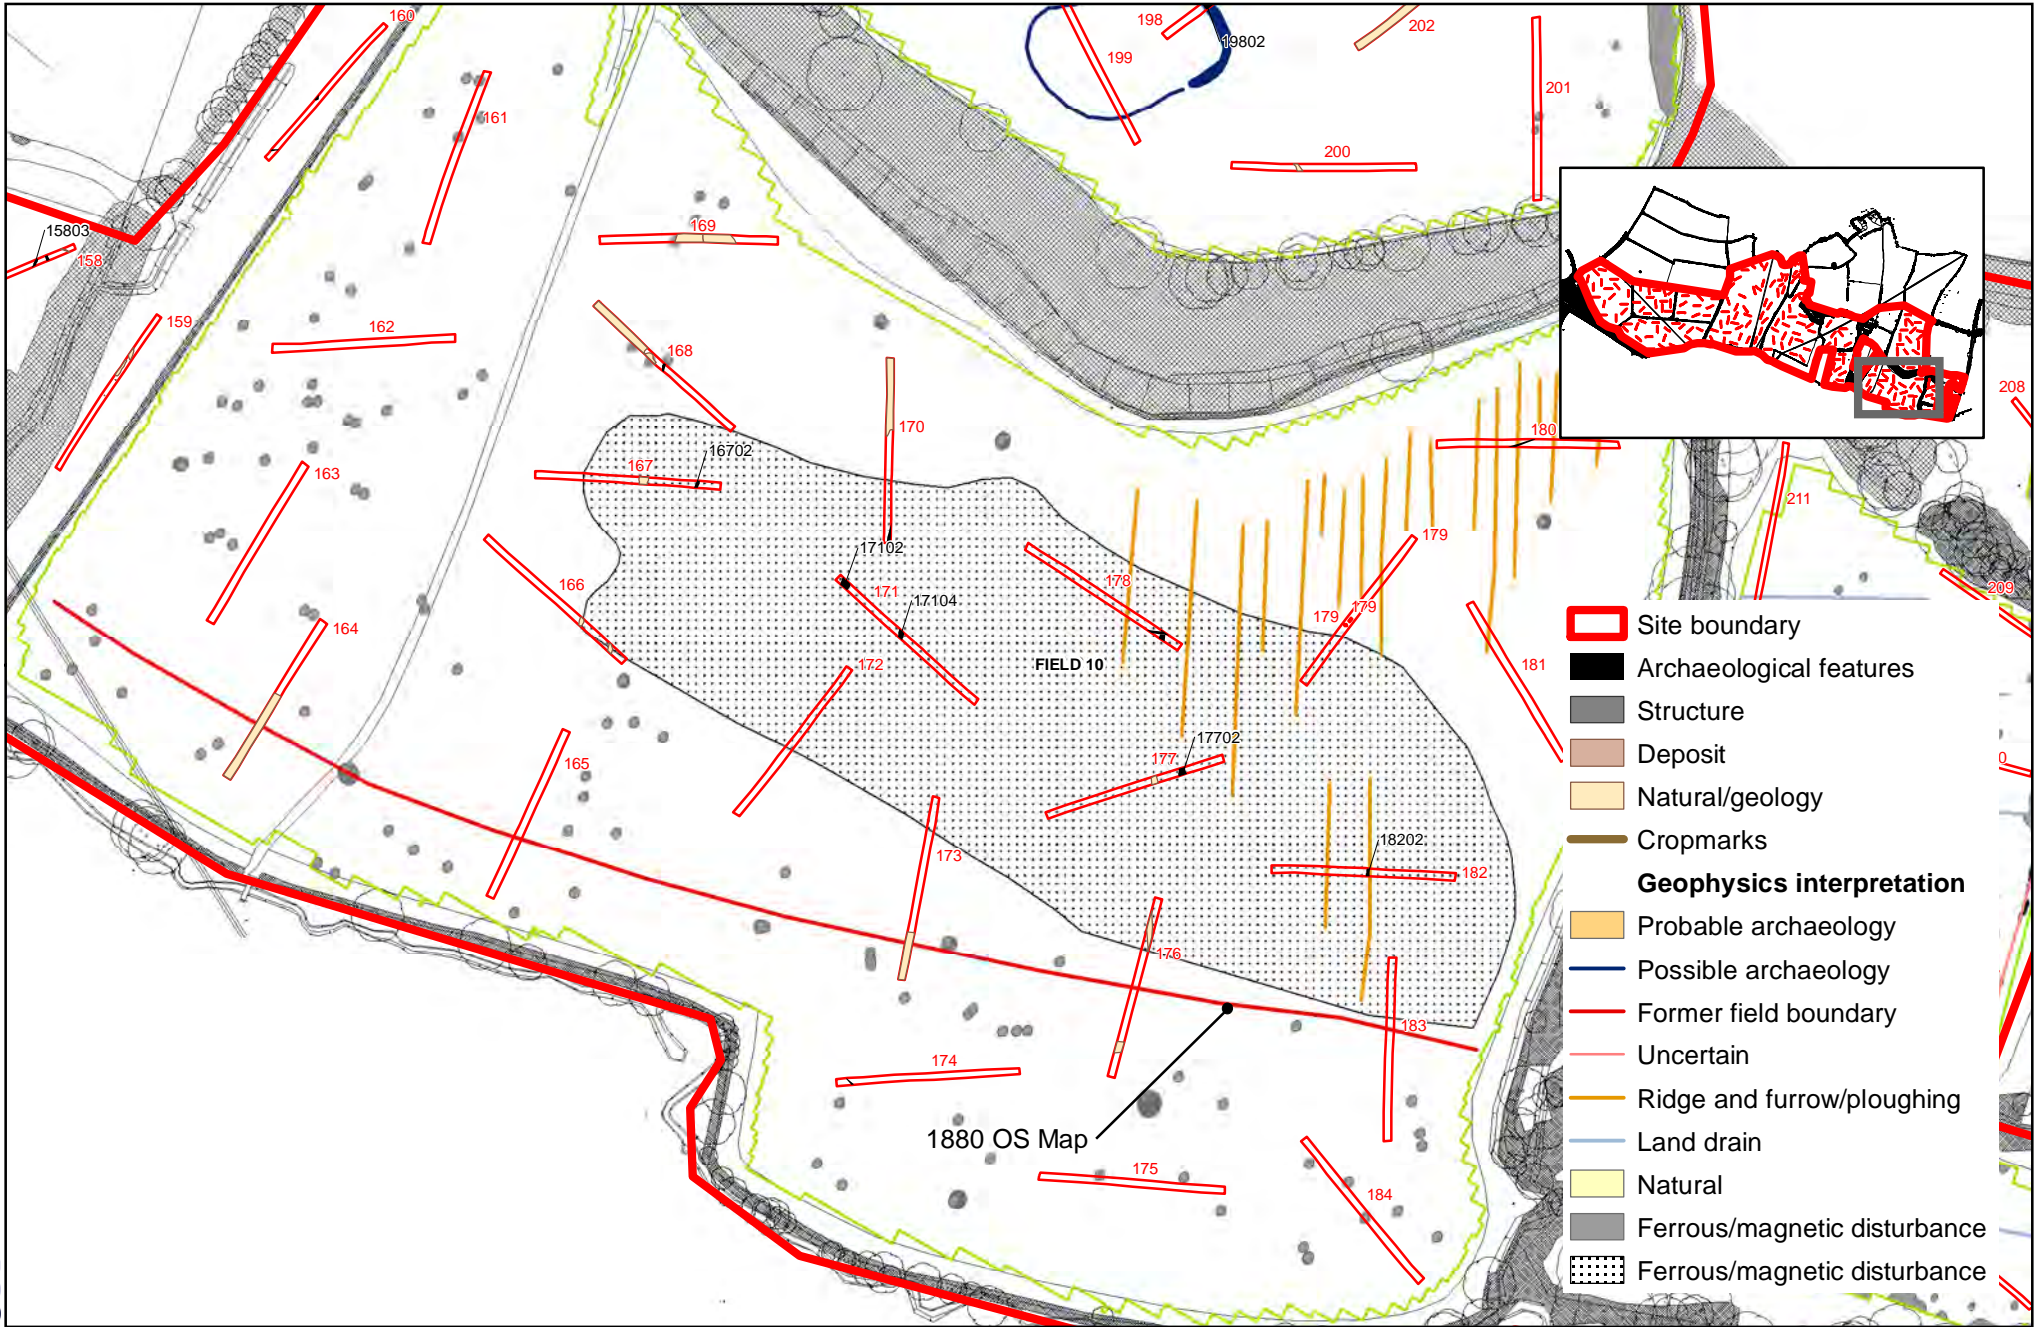 160
198
202
19802
199
161
201
200
15803
158
169
159
162
168
208
170
180
16702
167
163
211
179
17102
178
209
166
171
17104
179
179
164
FIELD 10
172
181
17702
177
0
165
173
18202
182
176
183
174
1880 OS Map
175
184
Site boundary
Archaeological features
Structure
Deposit
Natural/geology
Cropmarks
Geophysics interpretation
Probable archaeology
Possible archaeology
Former field boundary
Uncertain
Ridge and furrow/ploughing
Land drain
Natural
Ferrous/magnetic disturbance
Ferrous/magnetic disturbance